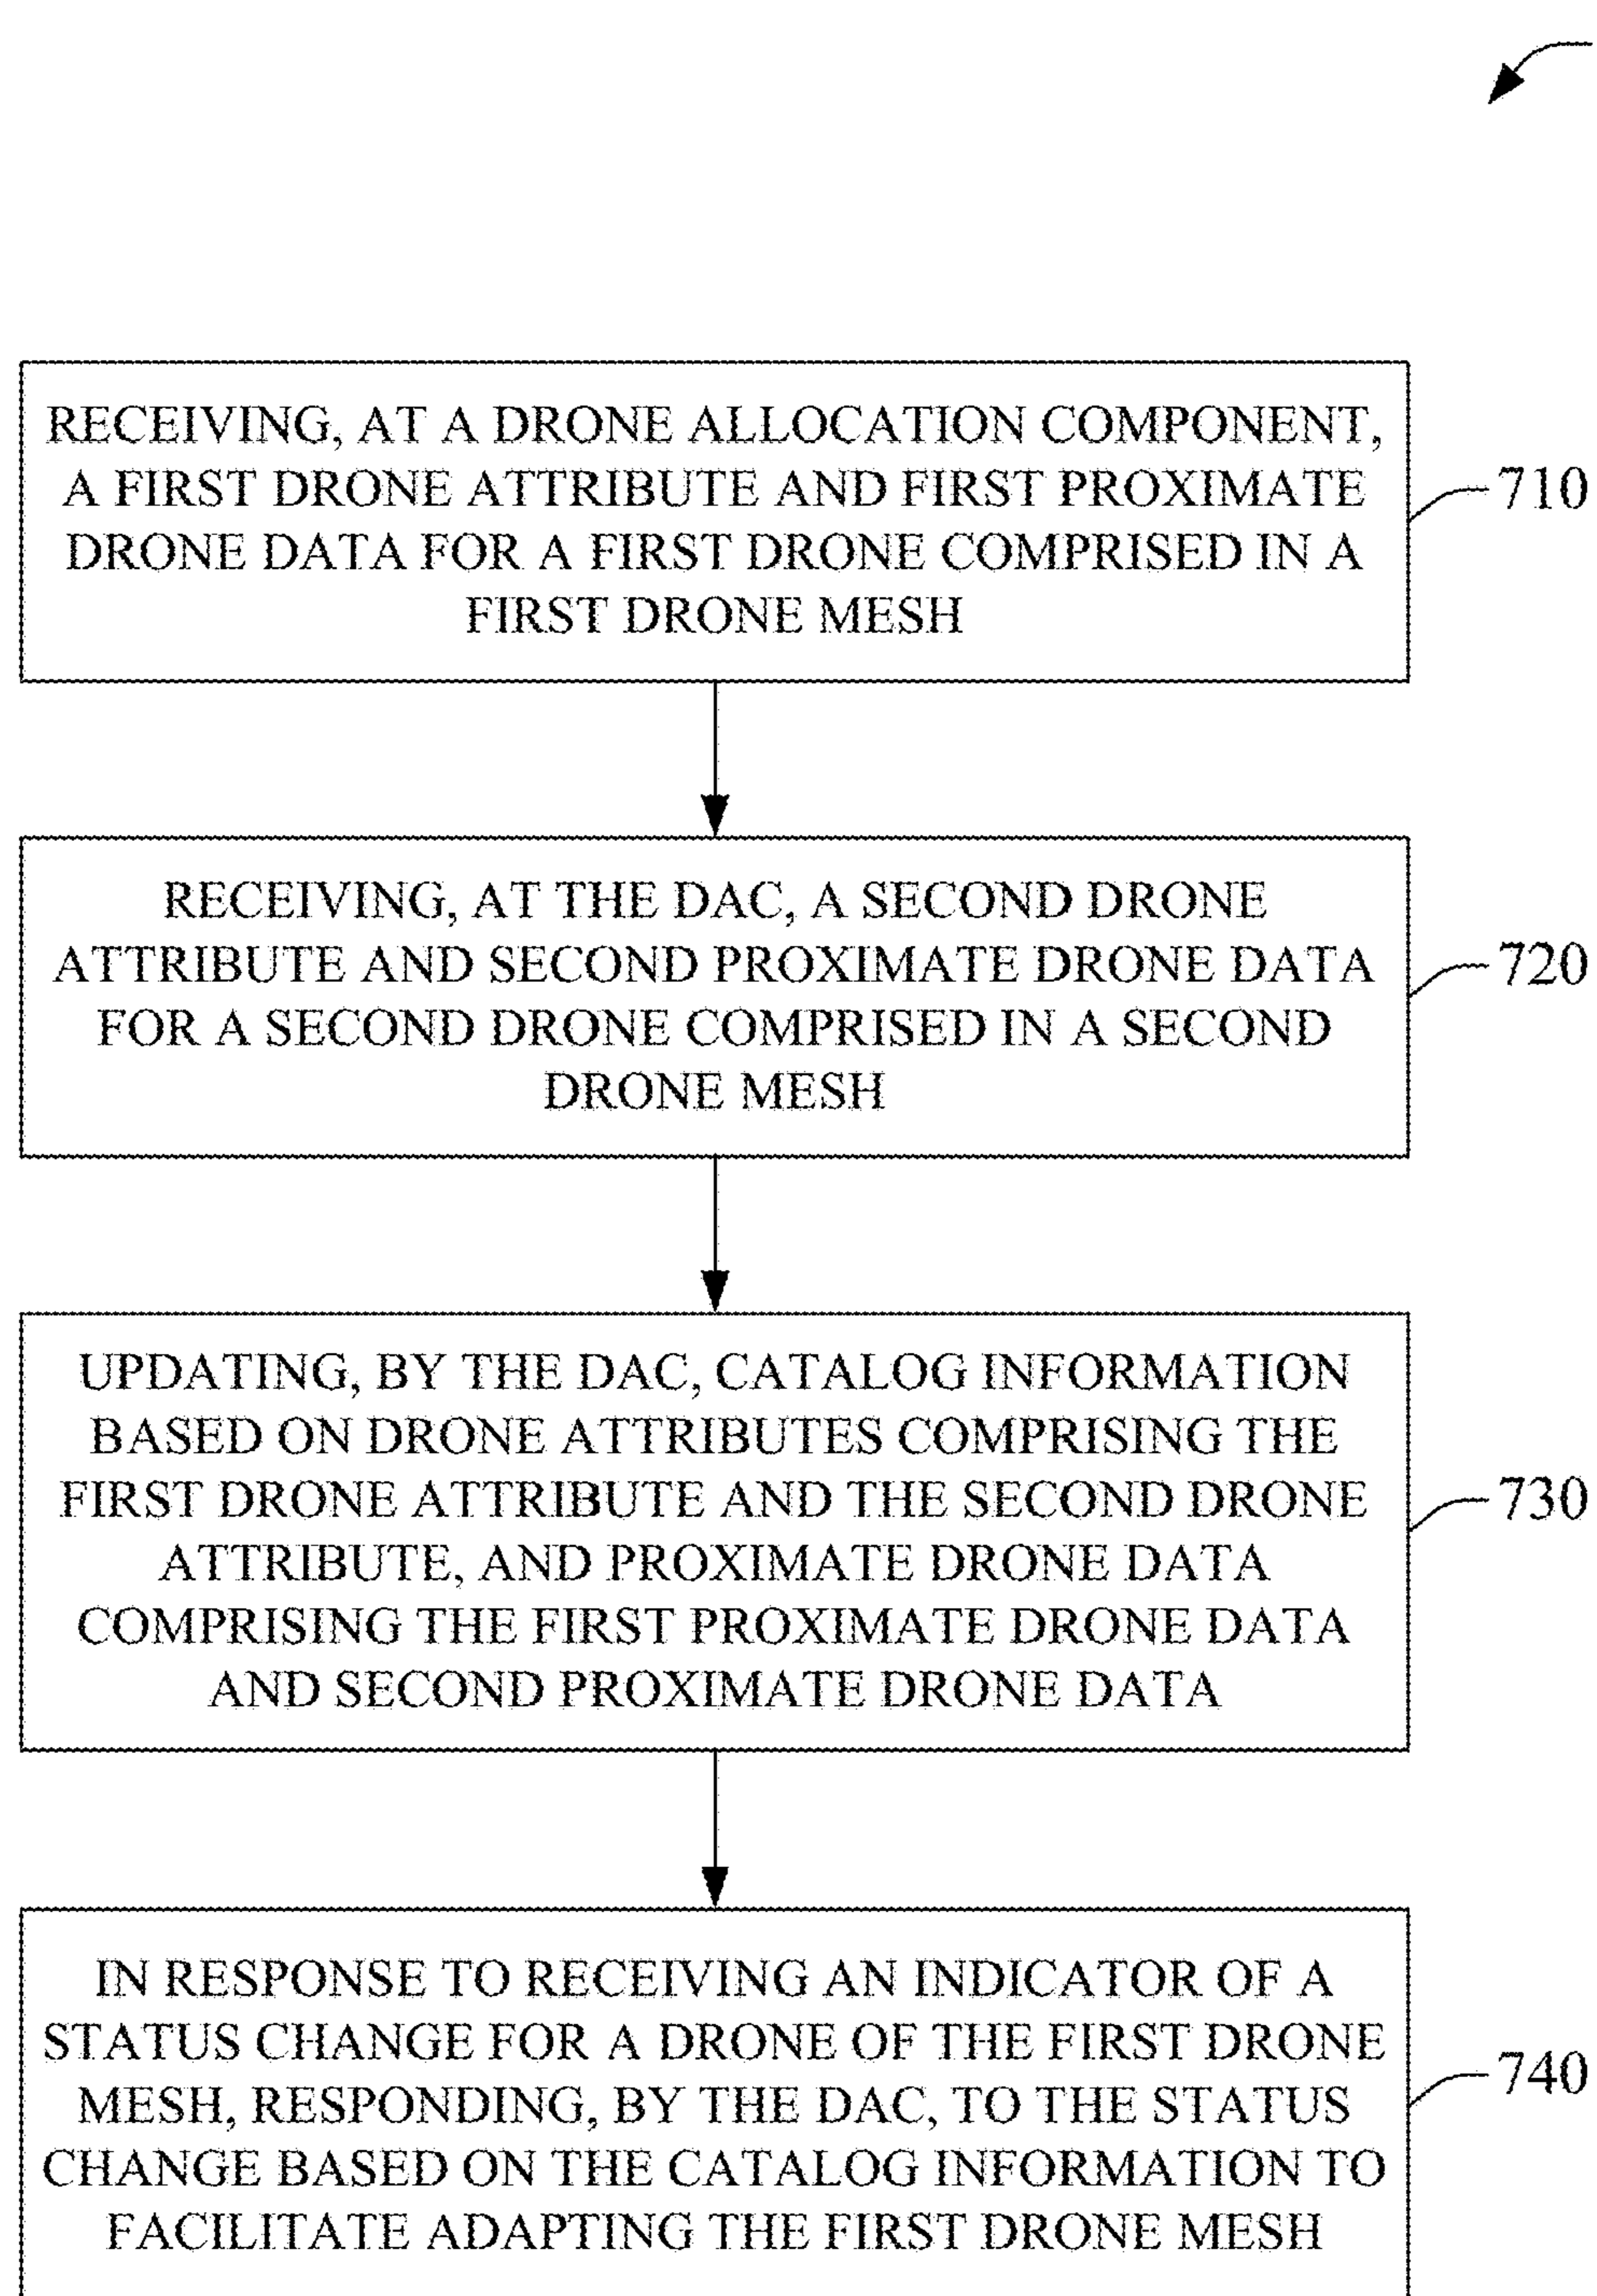 RECEIVING, AT A DRONE ALLOCATION COMPONENT,
A FIRST DRONE ATTRIBUTE AND FIRST PROXIMATE
DRONE DATA FOR A FIRST DRONE COMPRISED IN A
FIRST DRONE MESH
710
RECEIVING, AT THE DAC, A SECOND DRONE
ATTRIBUTE AND SECOND PROXIMATE DRONE DATA
FOR A SECOND DRONE COMPRISED IN A SECOND
DRONE MESH
720
UPDATING, BY THE DAC, CATALOG INFORMATION
BASED ON DRONE ATTRIBUTES COMPRISING THE
FIRST DRONE ATTRIBUTE AND THE SECOND DRONE
ATTRIBUTE, AND PROXIMATE DRONE DATA
COMPRISING THE FIRST PROXIMATE DRONE DATA
AND SECOND PROXIMATE DRONE DATA
730
IN RESPONSE TO RECEIVING AN INDICATOR OF A
STATUS CHANGE FOR A DRONE OF THE FIRST DRONE
MESH, RESPONDING, BY THE DAC, TO THE STATUS
CHANGE BASED ON THE CATALOG INFORMATION TO
FACILITATE ADAPTING THE FIRST DRONE MESH
740